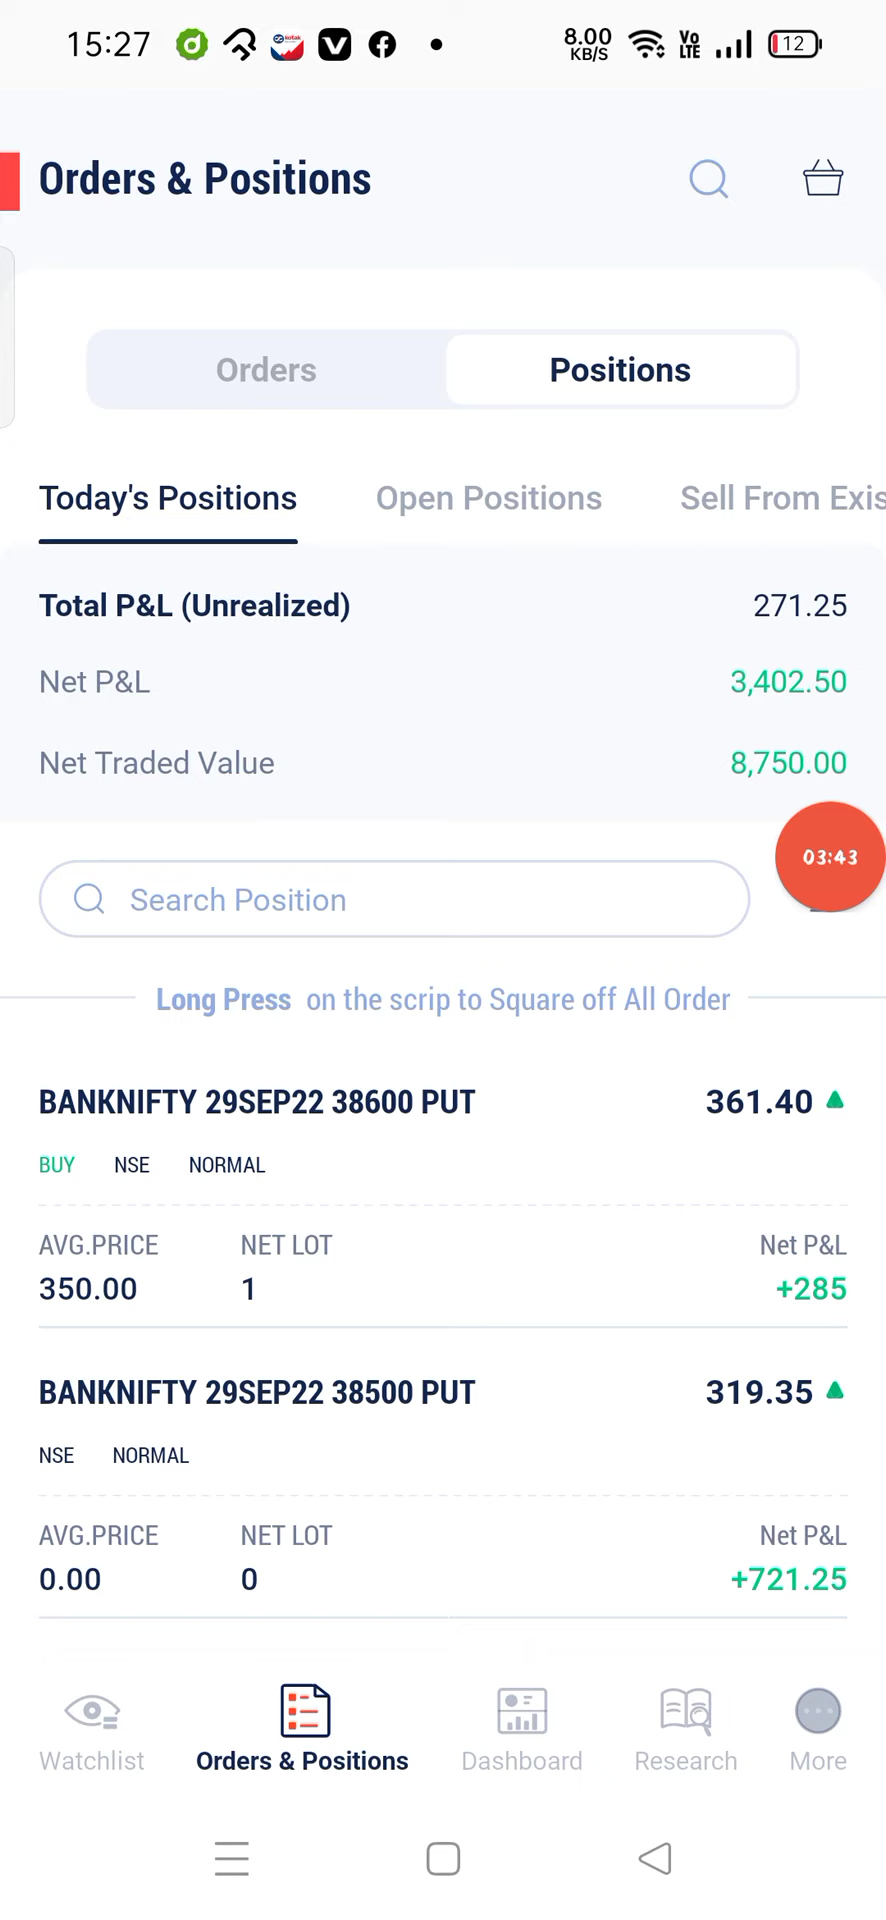 15:27
8.00 KB/S
Vo LTE
12
Orders & Positions
Orders
Positions
Today's Positions
Open Positions
Sell From Exis
Total P&L (Unrealized)
271.25
Net P&L
3,402.50
Net Traded Value
8,750.00
03:43
Search Position
Long Press on the scrip to Square off All Order
BANKNIFTY 29SEP22 38600 PUT
361.40
BUY NSE NORMAL
AVG.PRICE NET LOT Net P&L
350.00 1 +285
BANKNIFTY 29SEP22 38500 PUT
319.35
NSE NORMAL
AVG.PRICE NET LOT Net P&L
0.00 0 +721.25
Watchlist
Orders & Positions
Dashboard
Research
More